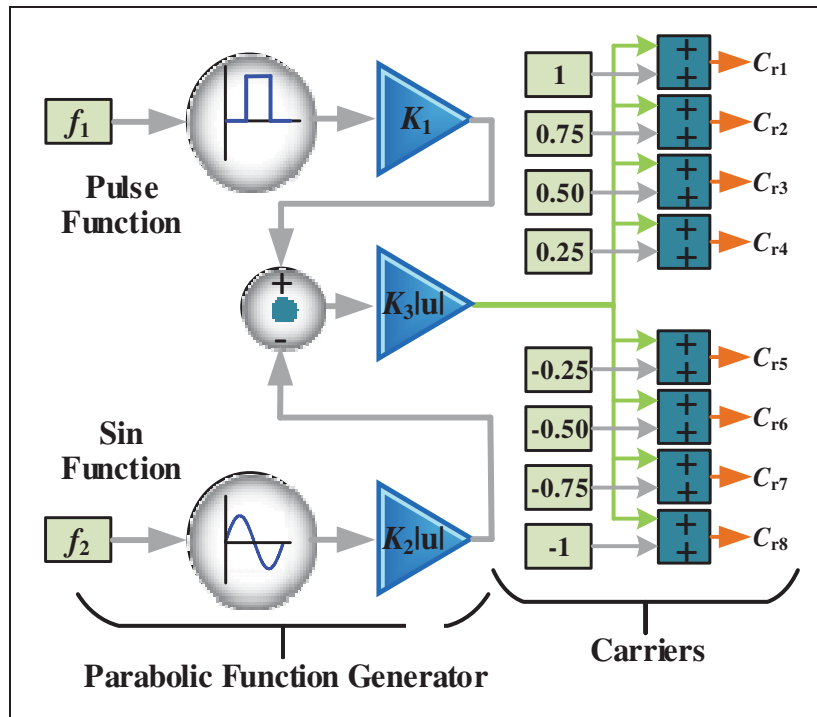 f1
Pulse
Function
K1
+
-
K3|u|
Sin
Function
f2
K2|u|
Parabolic Function Generator
1
+
+
Cr1
0.75
+
+
Cr2
0.50
+
+
Cr3
0.25
+
+
Cr4
-0.25
+
+
Cr5
-0.50
+
+
Cr6
-0.75
+
+
Cr7
-1
+
+
Cr8
Carriers